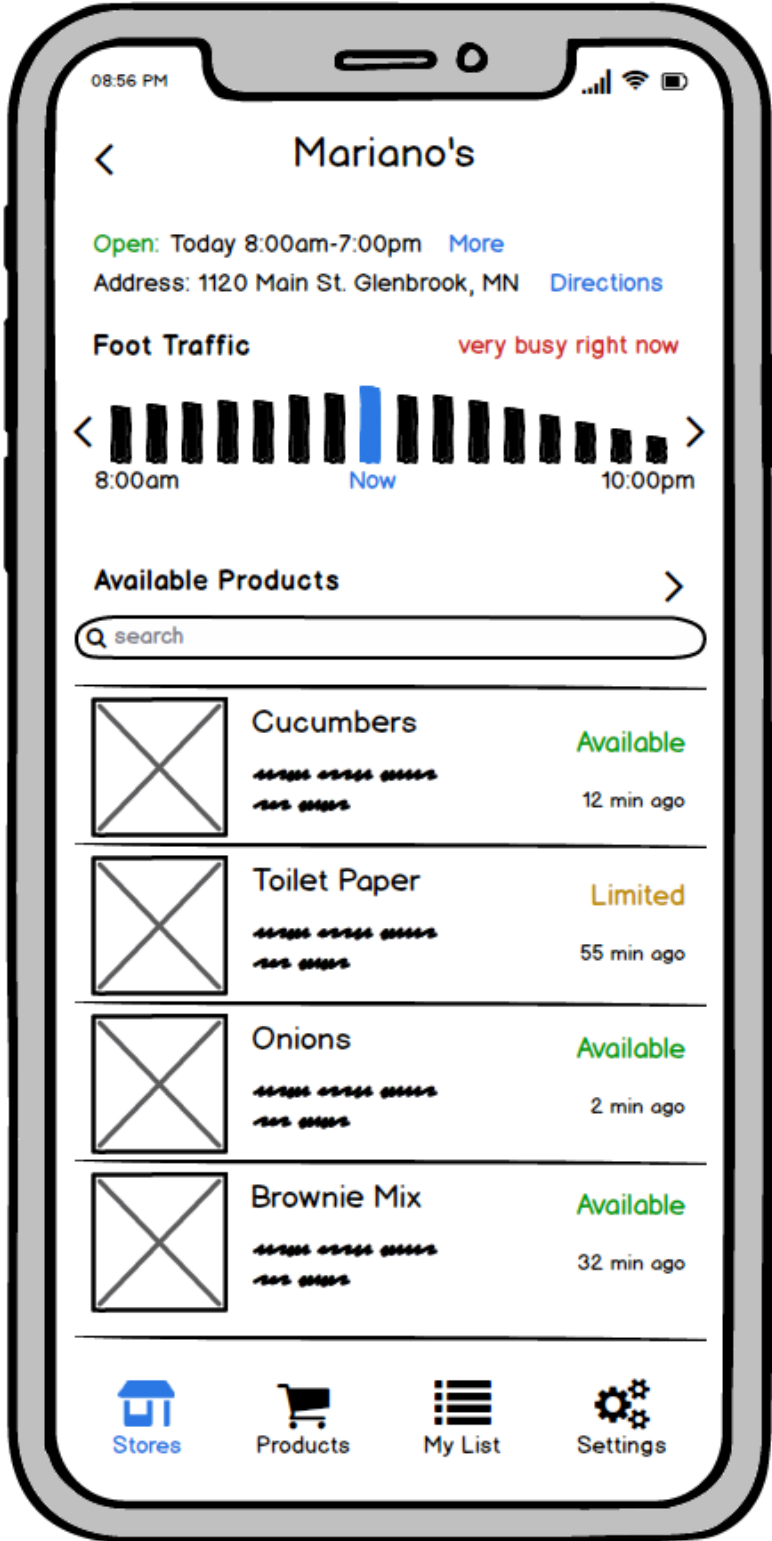 08:56 PM
Mariano's
Open: Today 8:00am-7:00pm More
Address: 1120 Main St. Glenbrook, MN Directions
Foot Traffic very busy right now
8:00am Now 10:00pm
Available Products
search
Cucumbers
Available
12 min ago
Toilet Paper
Limited
55 min ago
Onions
Available
2 min ago
Brownie Mix
Available
32 min ago
Stores Products My List Settings